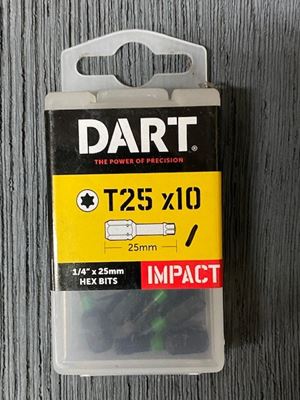 DART®
THE POWER OF PRECISION
T25 x10
25mm
1/4" x 25mm
HEX BITS
IMPACT